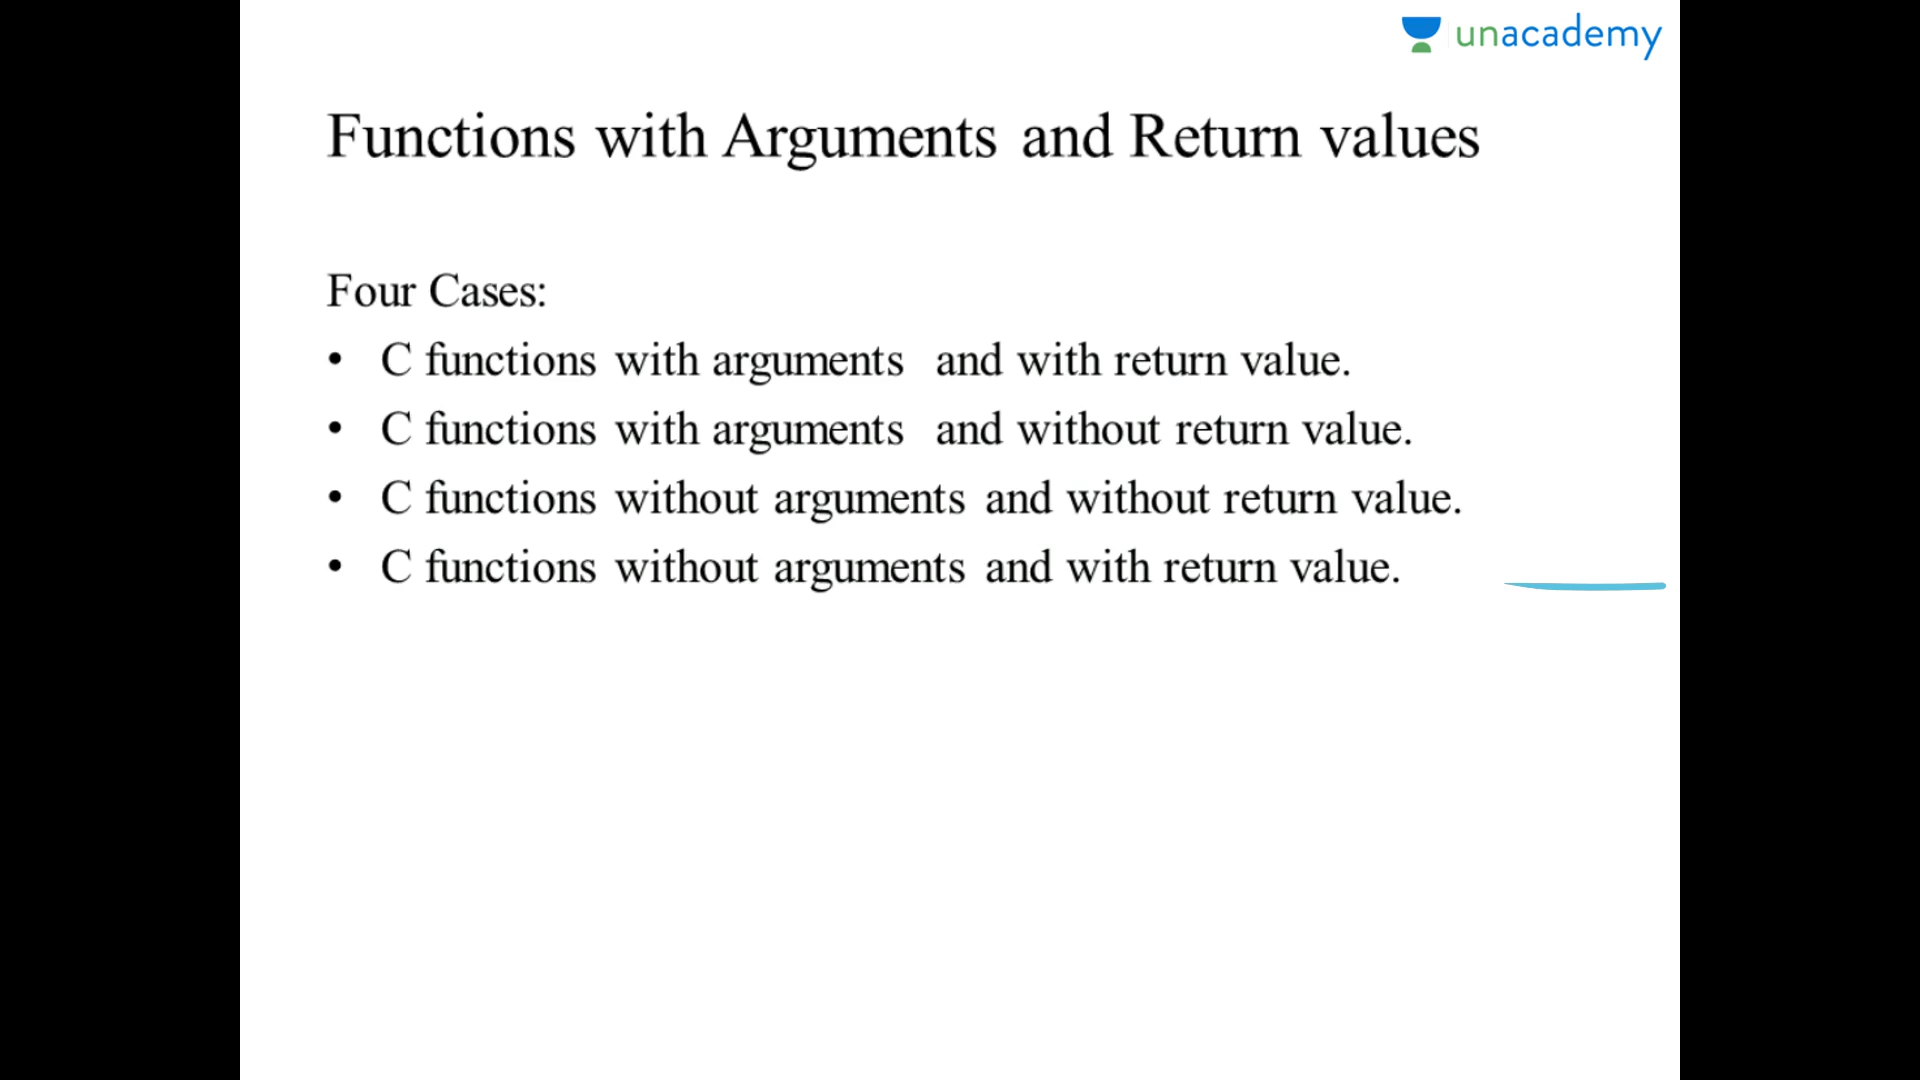 unacademy
Functions with Arguments and Return values
Four Cases:
• C functions with arguments and with return value.
• C functions with arguments and without return value.
• C functions without arguments and without return value.
• C functions without arguments and with return value.